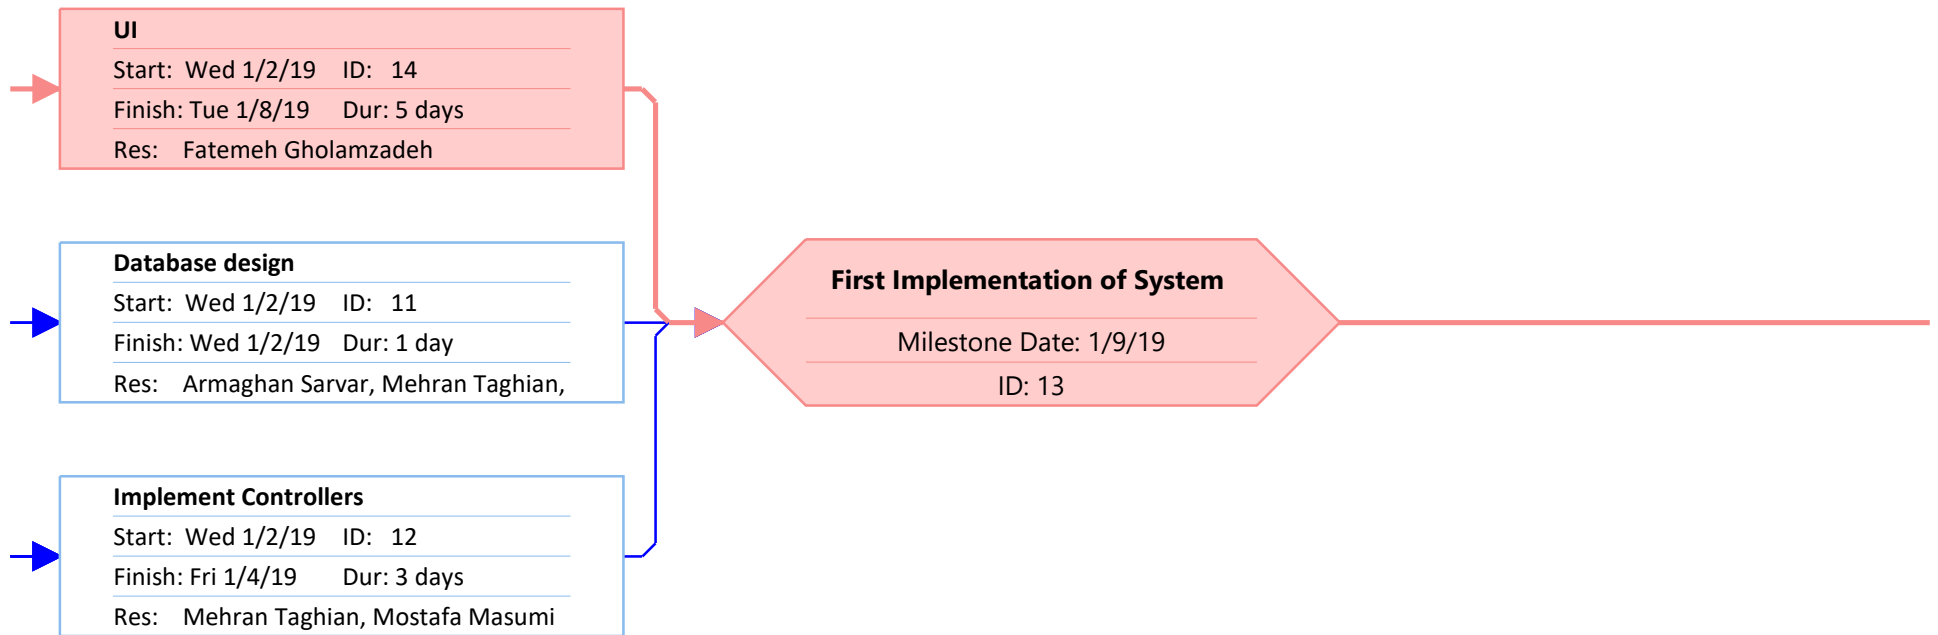 UI
Start: Wed 1/2/19 ID: 14
Finish: Tue 1/8/19 Dur: 5 days
Res: Fatemeh Gholamzadeh
Database design
Start: Wed 1/2/19 ID: 11
Finish: Wed 1/2/19 Dur: 1 day
Res: Armaghan Sarvar, Mehran Taghian,
Implement Controllers
Start: Wed 1/2/19 ID: 12
Finish: Fri 1/4/19 Dur: 3 days
Res: Mehran Taghian, Mostafa Masumi
First Implementation of System
Milestone Date: 1/9/19
ID: 13